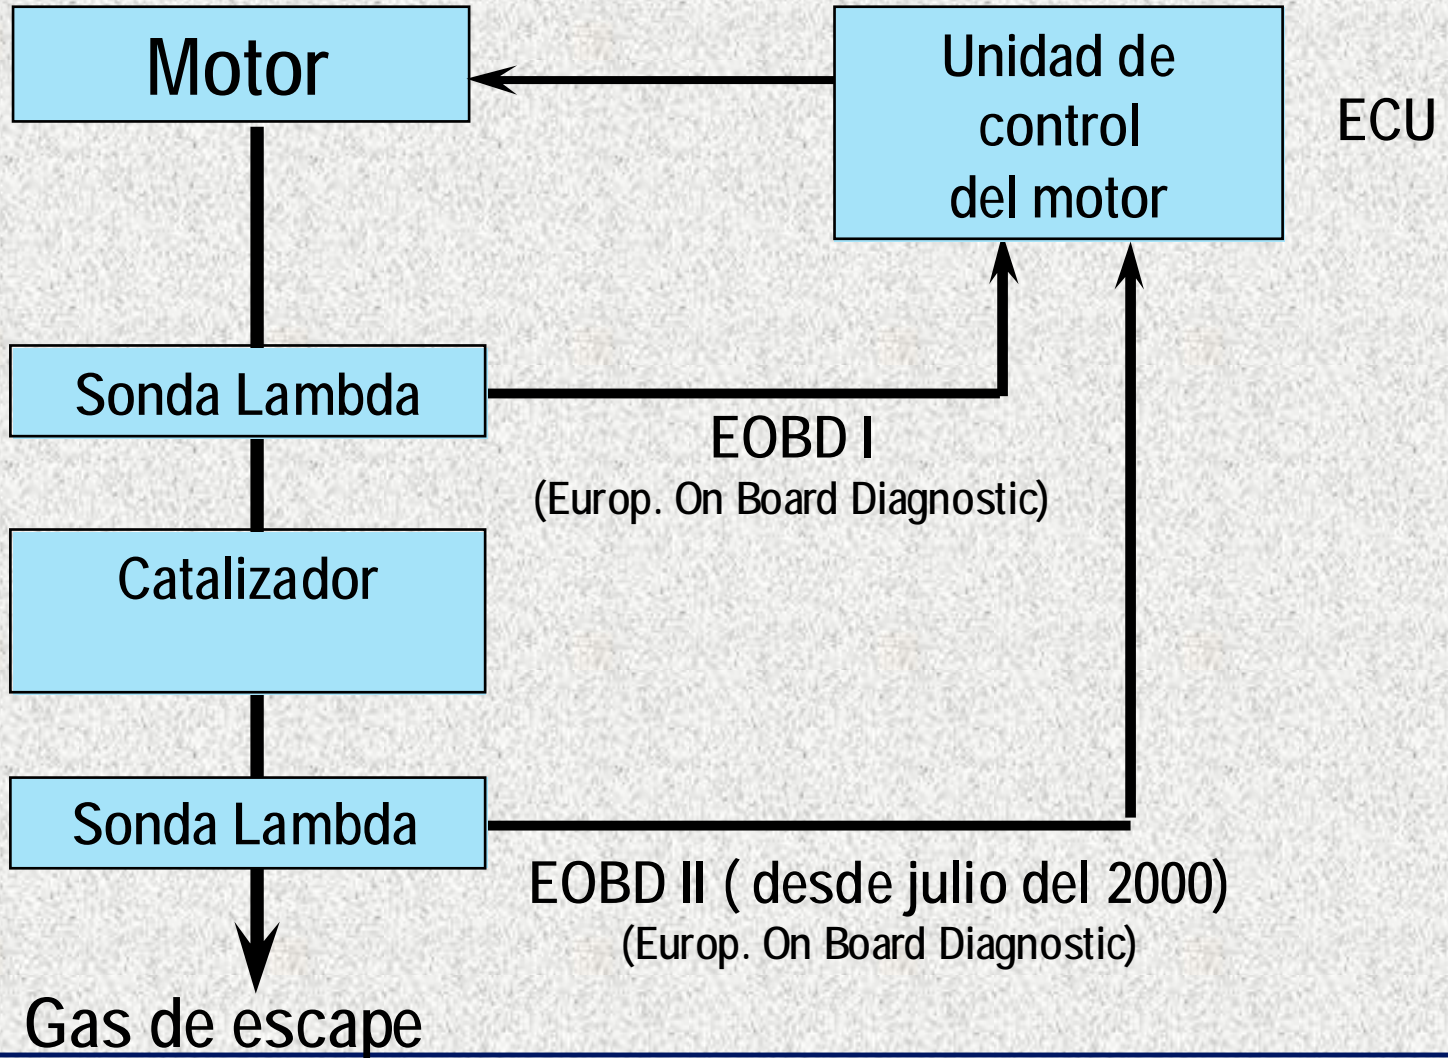 Motor
Unidad de
control
del motor
ECU
Sonda Lambda
EOBD I
(Europ. On Board Diagnostic)
Catalizador
Sonda Lambda
EOBD II ( desde julio del 2000)
(Europ. On Board Diagnostic)
Gas de escape